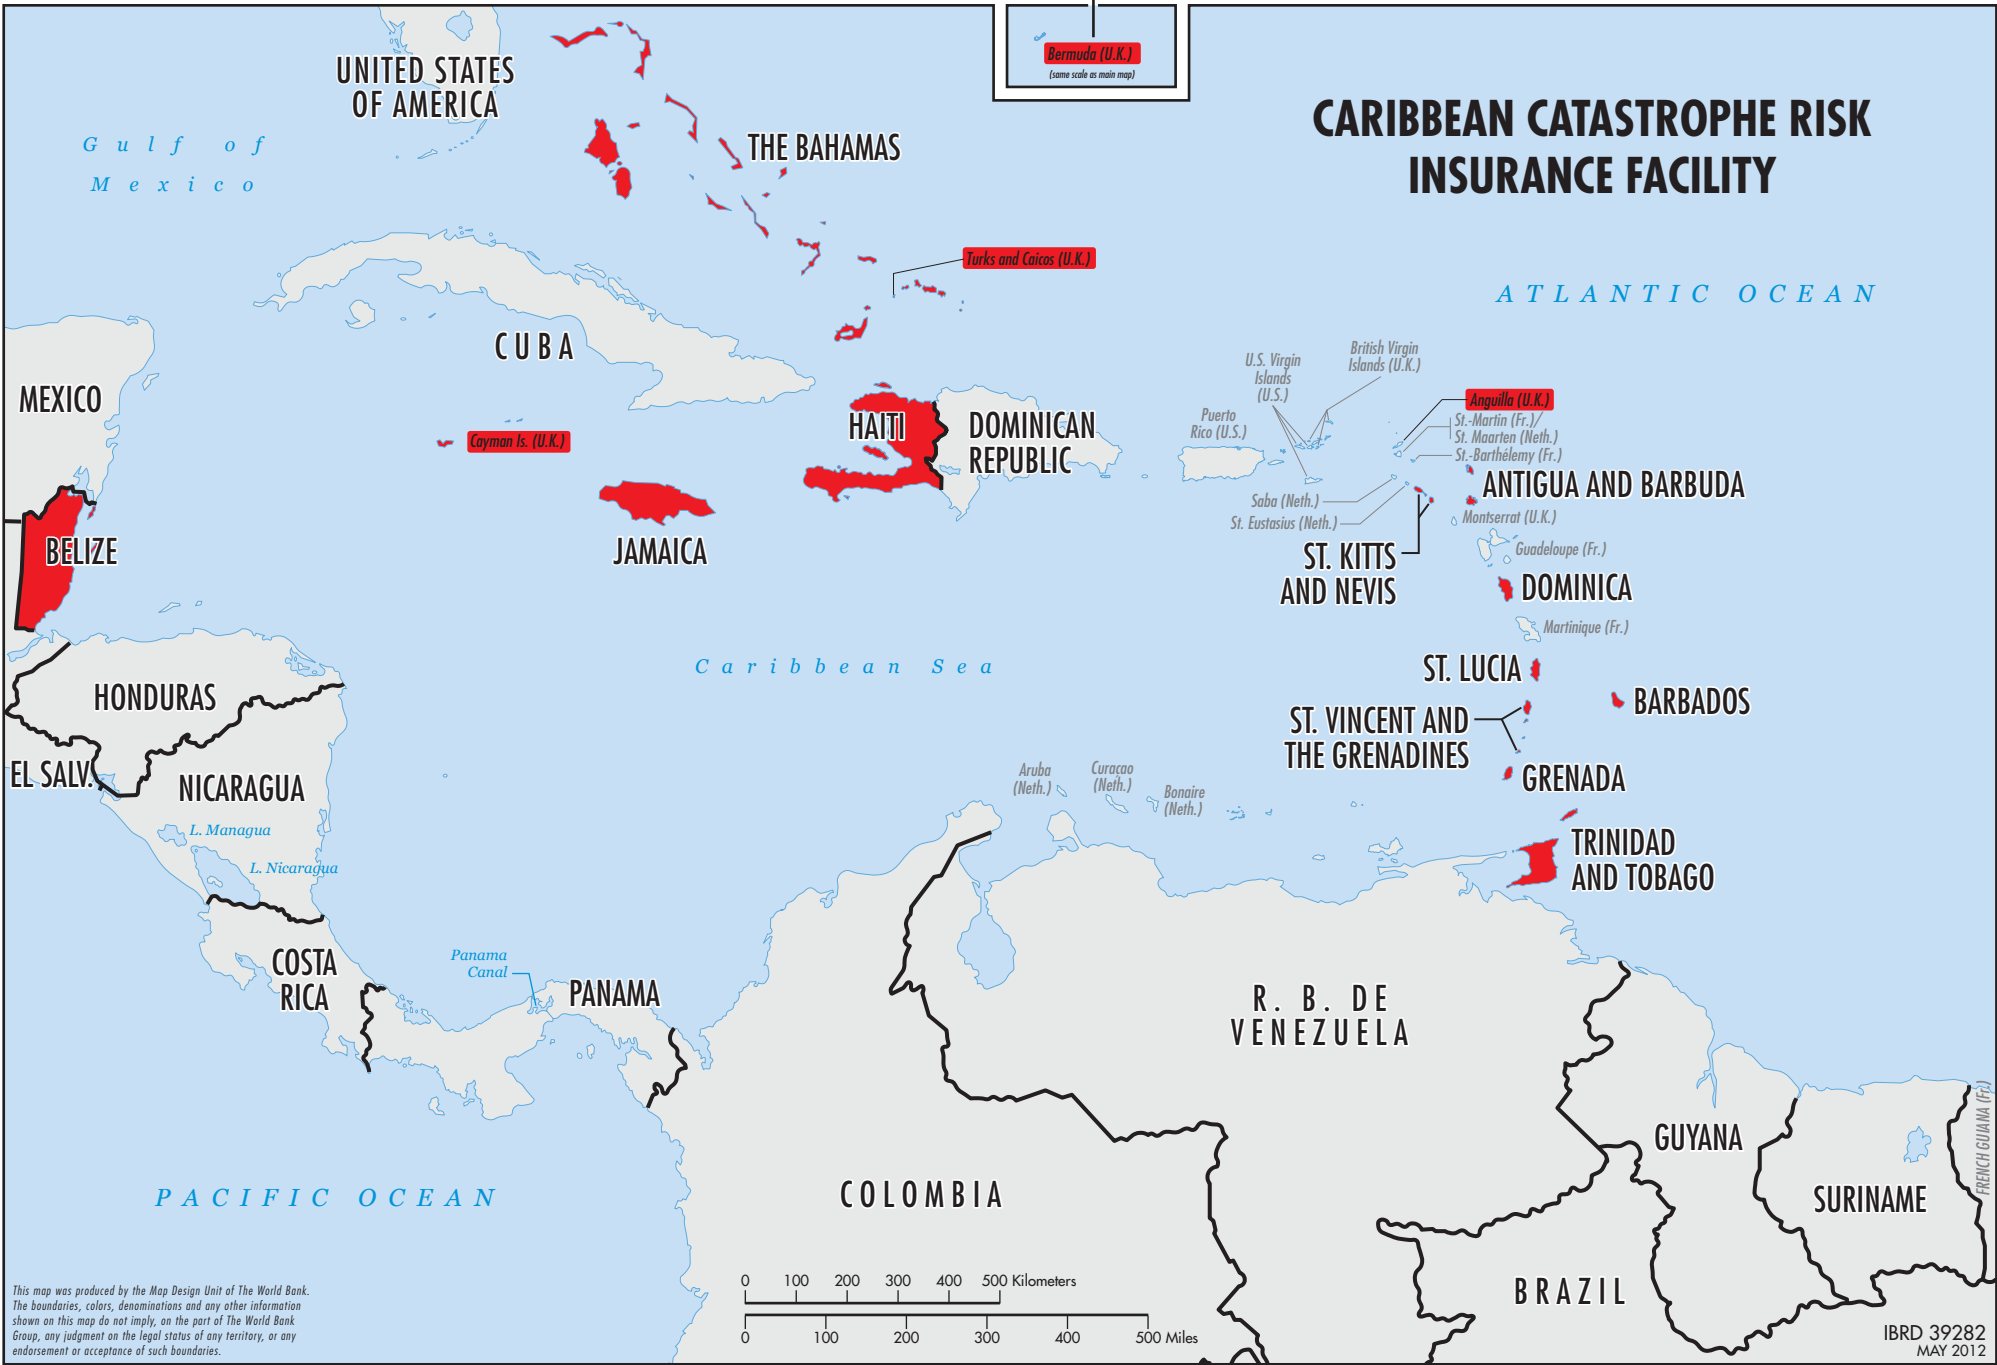 Bermuda (U.K.)
(same scale as main map)
UNITED STATES
OF AMERICA
CARIBBEAN CATASTROPHE RISK
INSURANCE FACILITY
Gulf of
Mexico
THE BAHAMAS
Turks and Caicos (U.K.)
ATLANTIC OCEAN
CUBA
MEXICO
U.S. Virgin
Islands
(U.S.)
British Virgin
Islands (U.K.)
Puerto
Rico (U.S.)
Anguilla (U.K.)
St.-Martin (Fr.)/
St. Maarten (Neth.)
St.-Barthélemy (Fr.)
HAITI
DOMINICAN
REPUBLIC
Cayman Is. (U.K.)
ANTIGUA AND BARBUDA
Saba (Neth.)
St. Eustasius (Neth.)
Montserrat (U.K.)
BELIZE
JAMAICA
ST. KITTS
AND NEVIS
Guadeloupe (Fr.)
DOMINICA
Martinique (Fr.)
Caribbean Sea
ST. LUCIA
BARBADOS
HONDURAS
ST. VINCENT AND
THE GRENADINES
EL SALV.
NICARAGUA
Aruba
(Neth.)
Curaçao
(Neth.)
Bonaire
(Neth.)
GRENADA
L. Managua
L. Nicaragua
TRINIDAD
AND TOBAGO
COSTA
RICA
Panama
Canal
PANAMA
R. B. DE
VENEZUELA
GUYANA
FRENCH GUIANA (Fr.)
PACIFIC OCEAN
COLOMBIA
SURINAME
BRAZIL
This map was produced by the Map Design Unit of The World Bank.
The boundaries, colors, denominations and any other information
shown on this map do not imply, on the part of The World Bank
Group, any judgment on the legal status of any territory, or any
endorsement or acceptance of such boundaries.
0 100 200 300 400 500 Kilometers
0 100 200 300 400 500 Miles
IBRD 39282
MAY 2012